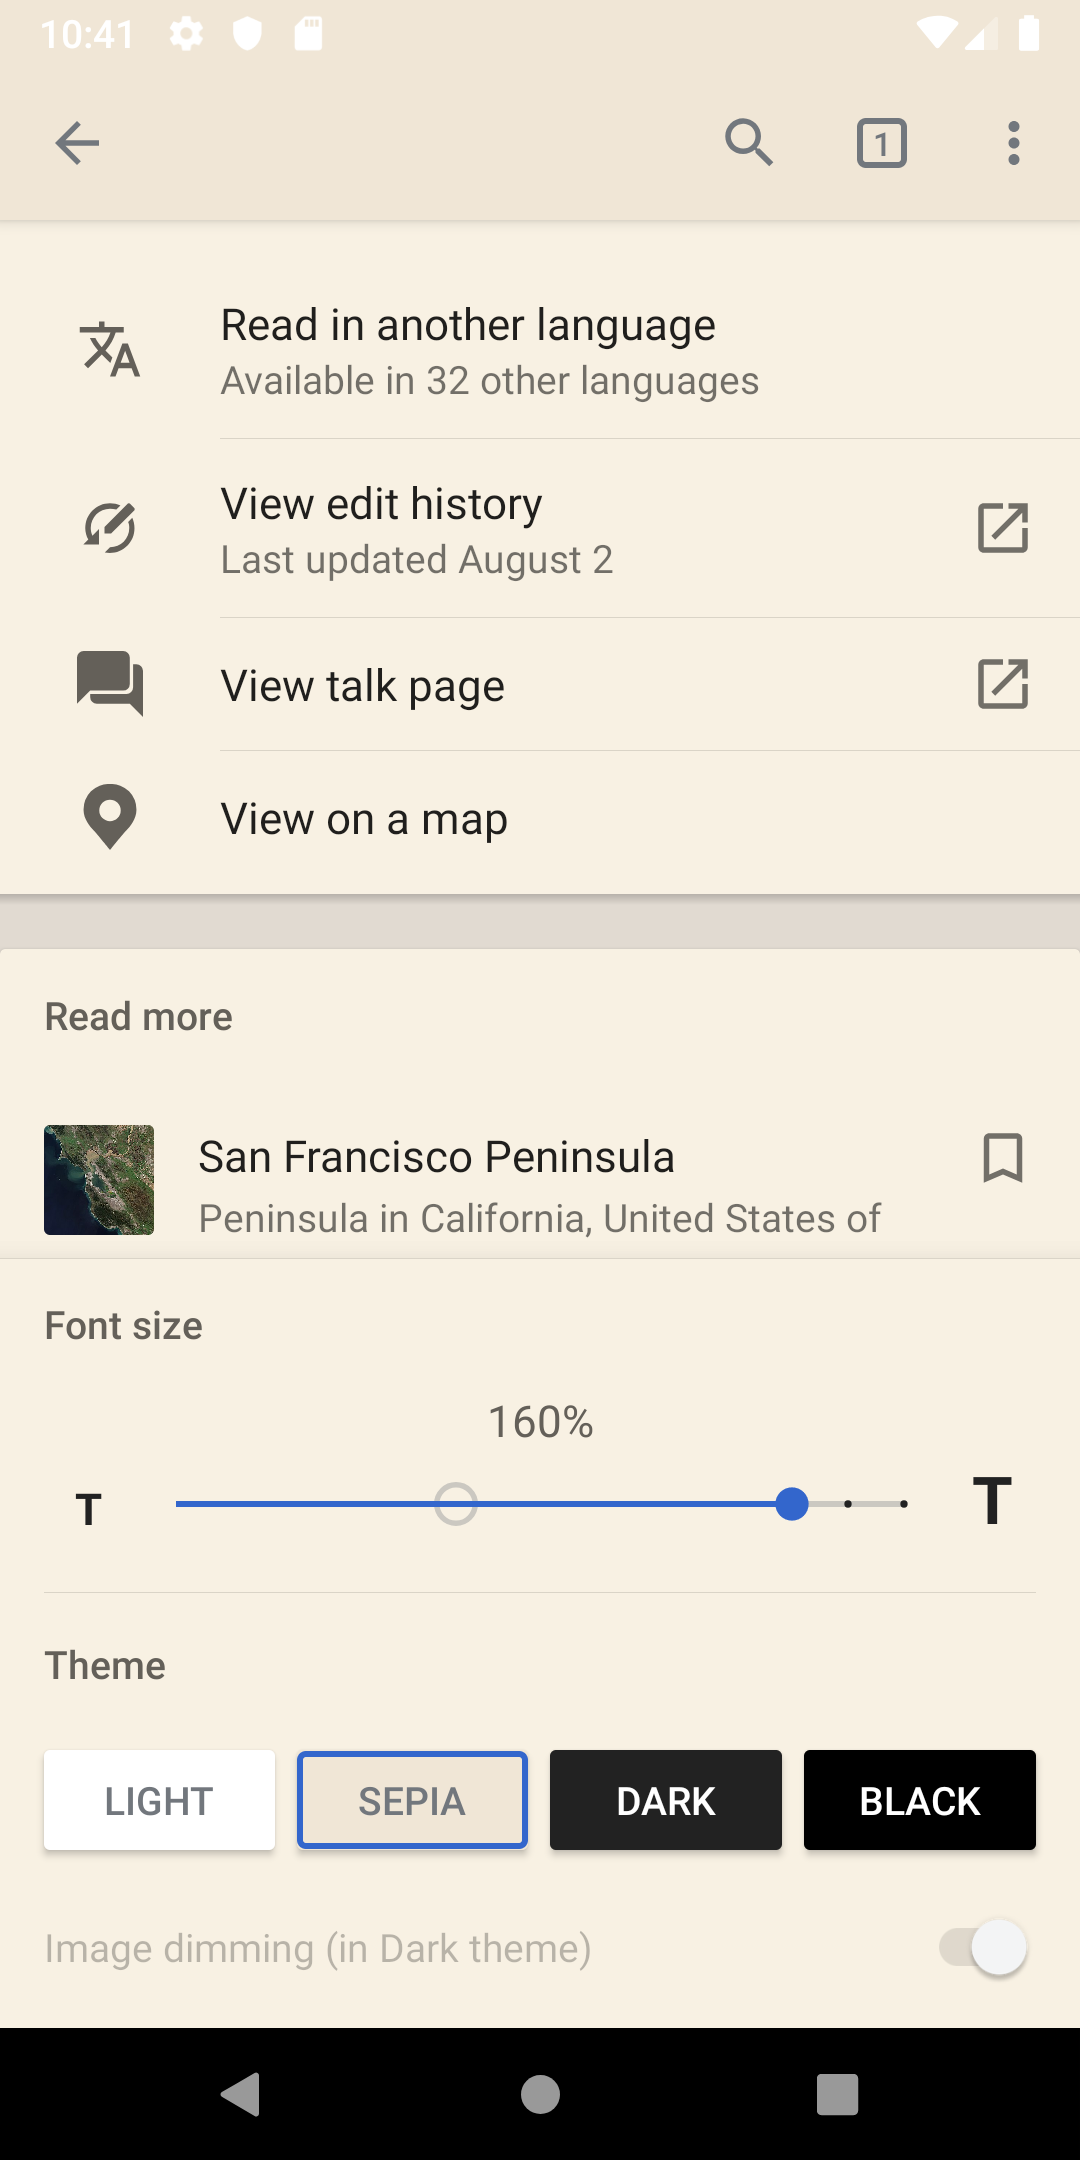 10:41
1
Read in another language
Available in 32 other languages
View edit history
Last updated August 2
View talk page
View on a map
Read more
San Francisco Peninsula
Peninsula in California, United States of
Font size
160%
T T
Theme
LIGHT SEPIA DARK BLACK
Image dimming (in Dark theme)